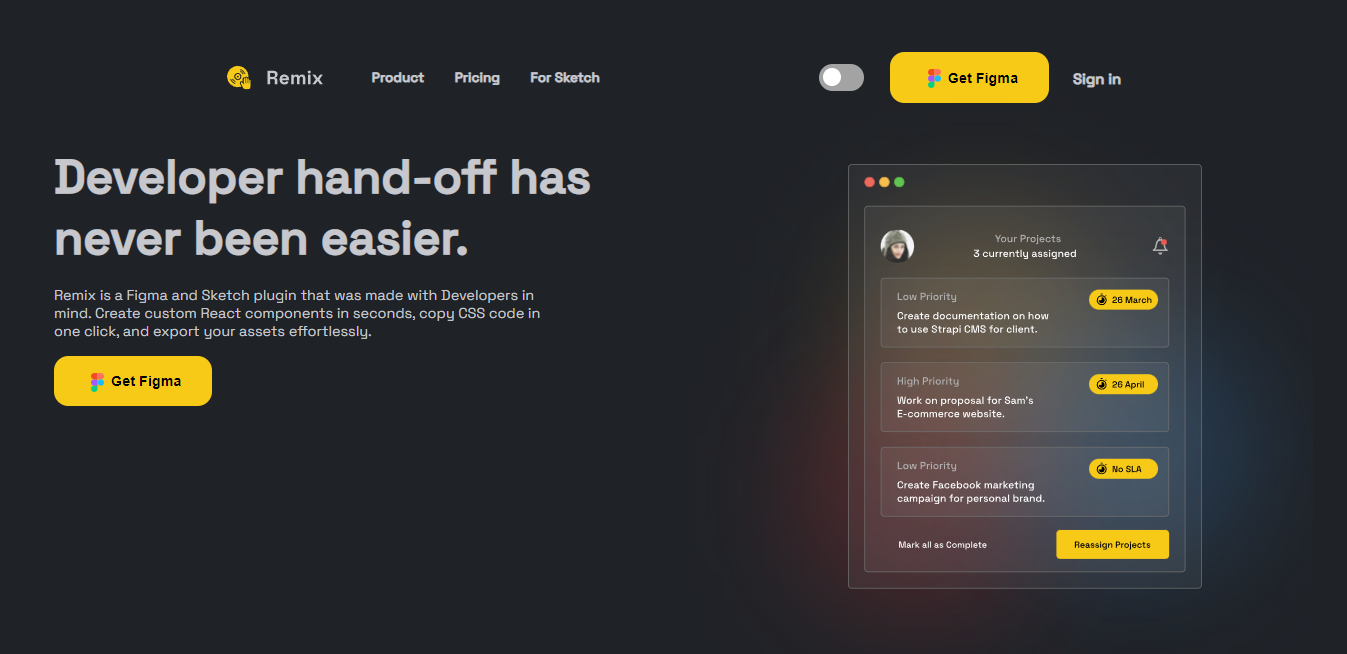 Remix Product Pricing For Sketch Get Figma Sign in
Developer hand-off has
never been easier.
Remix is a Figma and Sketch plugin that was made with Developers in
mind. Create custom React components in seconds, copy CSS code in
one click, and export your assets effortlessly.
Get Figma
Your Projects
3 currently assigned
Low Priority
26 March
Create documentation on how
to use Strapi CMS for client.
High Priority
26 April
Work on proposal for Sam's
E-commerce website.
Low Priority
No SLA
Create Facebook marketing
campaign for personal brand.
Mark all as Complete
Reassign Projects